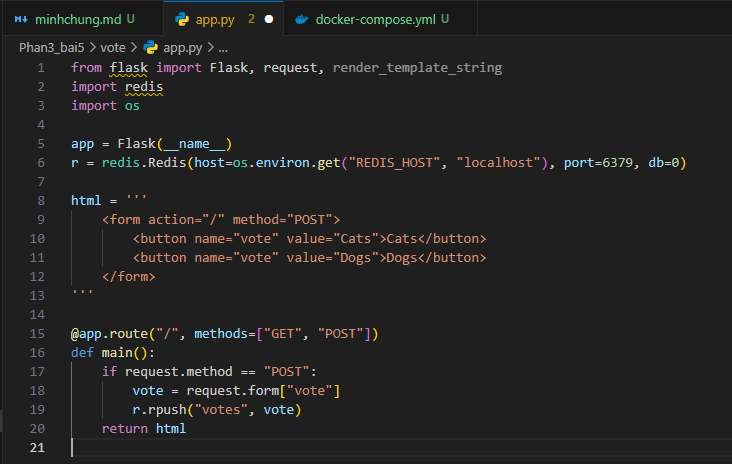 minhchung.md U app.py 2 docker-compose.yml U
Phan3_bai5 > vote > app.py > ...
1 from flask import Flask, request, render_template_string
2 import redis
3 import os
4
5 app = Flask(__name__)
6 r = redis.Redis(host=os.environ.get("REDIS_HOST", "localhost"), port=6379, db=0)
7
8 html = '''
9     <form action="/" method="POST">
10         <button name="vote" value="Cats">Cats</button>
11         <button name="vote" value="Dogs">Dogs</button>
12     </form>
13 '''
14
15 @app.route("/", methods=["GET", "POST"])
16 def main():
17     if request.method == "POST":
18         vote = request.form["vote"]
19         r.rpush("votes", vote)
20     return html
21